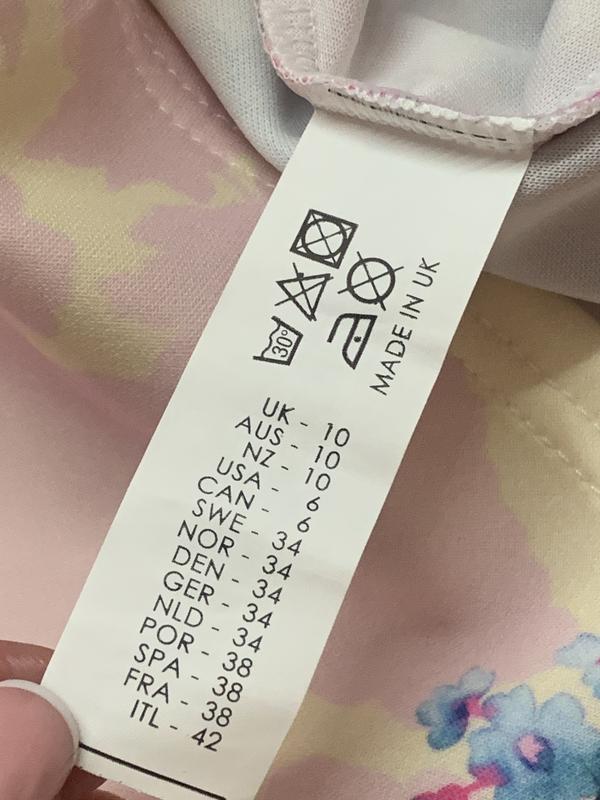 30°
MADE IN UK
UK - 10
AUS - 10
NZ - 10
USA - 6
CAN - 6
SWE - 34
NOR - 34
DEN - 34
GER - 34
NLD - 34
POR - 38
SPA - 38
FRA - 38
ITL - 42